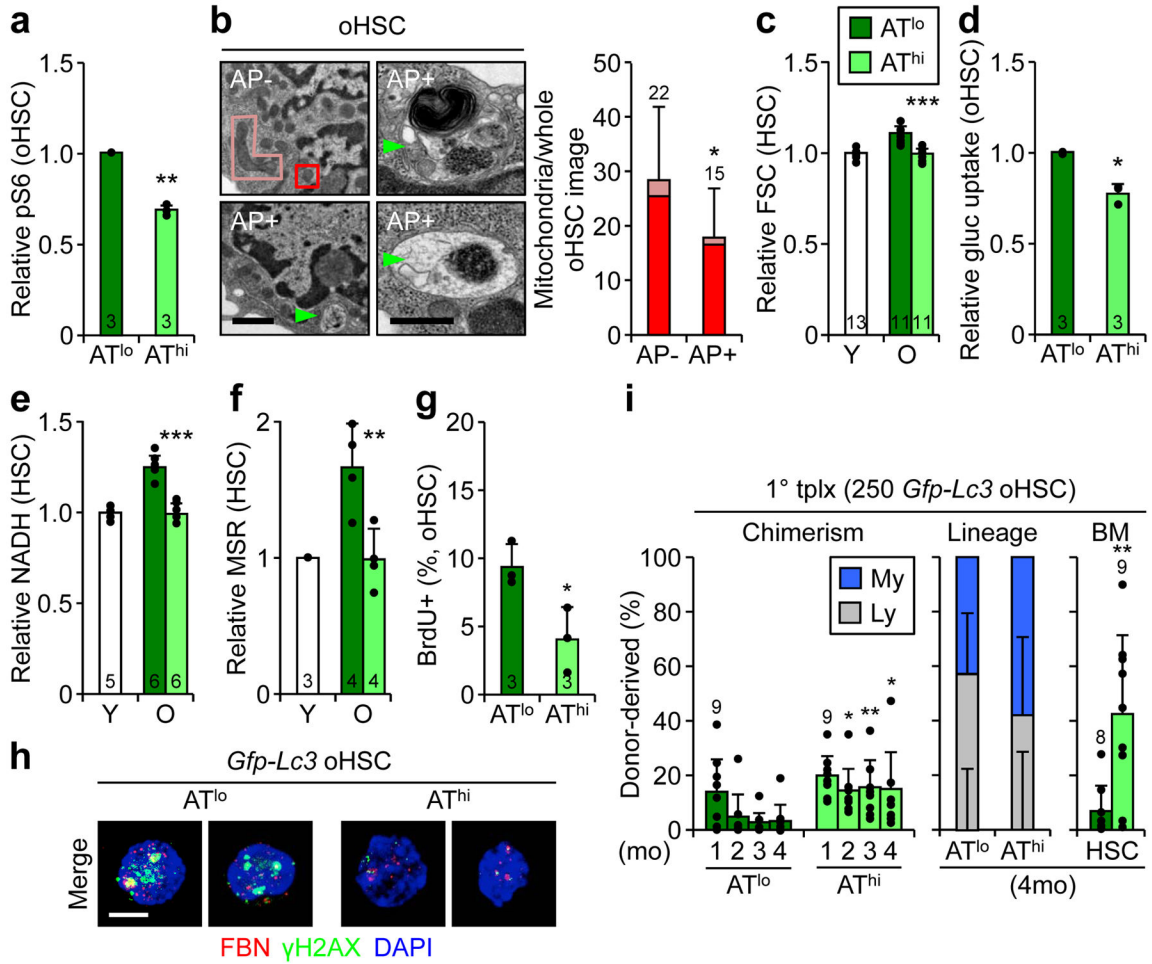 a
Relative pS6 (oHSC)
1.5
1.0
0.5
0
**
3
3
AT^lo
AT^hi
b
oHSC
AP-
AP+
AP+
AP+
Mitochondria/whole
oHSC image
50
40
30
20
10
0
22
*
15
AP-
AP+
c
AT^lo
AT^hi
Relative FSC (HSC)
1.5
1.0
0.5
0
***
13
11
11
Y
O
d
Relative gluc uptake (oHSC)
1.5
1.0
0.5
0
*
3
3
AT^lo
AT^hi
e
Relative NADH (HSC)
1.5
1.0
0.5
0
***
5
6
6
Y
O
f
Relative MSR (HSC)
2
1
0
**
3
4
4
Y
O
g
BrdU+ (%, oHSC)
20
15
10
5
0
*
3
3
AT^lo
AT^hi
h
Gfp-Lc3 oHSC
AT^lo
AT^hi
Merge
FBN γH2AX DAPI
i
1° tplx (250 Gfp-Lc3 oHSC)
Chimerism
Lineage
BM
My
Ly
Donor-derived (%)
100
80
60
40
20
0
9
9
*
**
*
8
**
9
(mo)
1 2 3 4
1 2 3 4
AT^lo
AT^hi
AT^lo
AT^hi
HSC
(4mo)